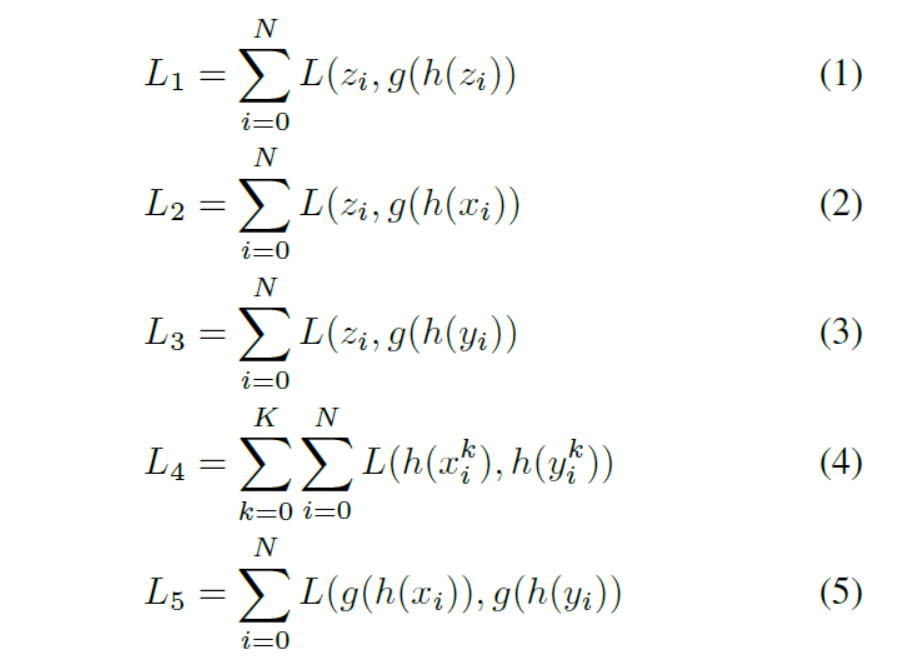 $L_1 = \sum_{i=0}^{N} L(z_i, g(h(z_i))$ (1)
$L_2 = \sum_{i=0}^{N} L(z_i, g(h(x_i))$ (2)
$L_3 = \sum_{i=0}^{N} L(z_i, g(h(y_i))$ (3)
$L_4 = \sum_{k=0}^{K} \sum_{i=0}^{N} L(h(x_i^k), h(y_i^k))$ (4)
$L_5 = \sum_{i=0}^{N} L(g(h(x_i)), g(h(y_i))$ (5)